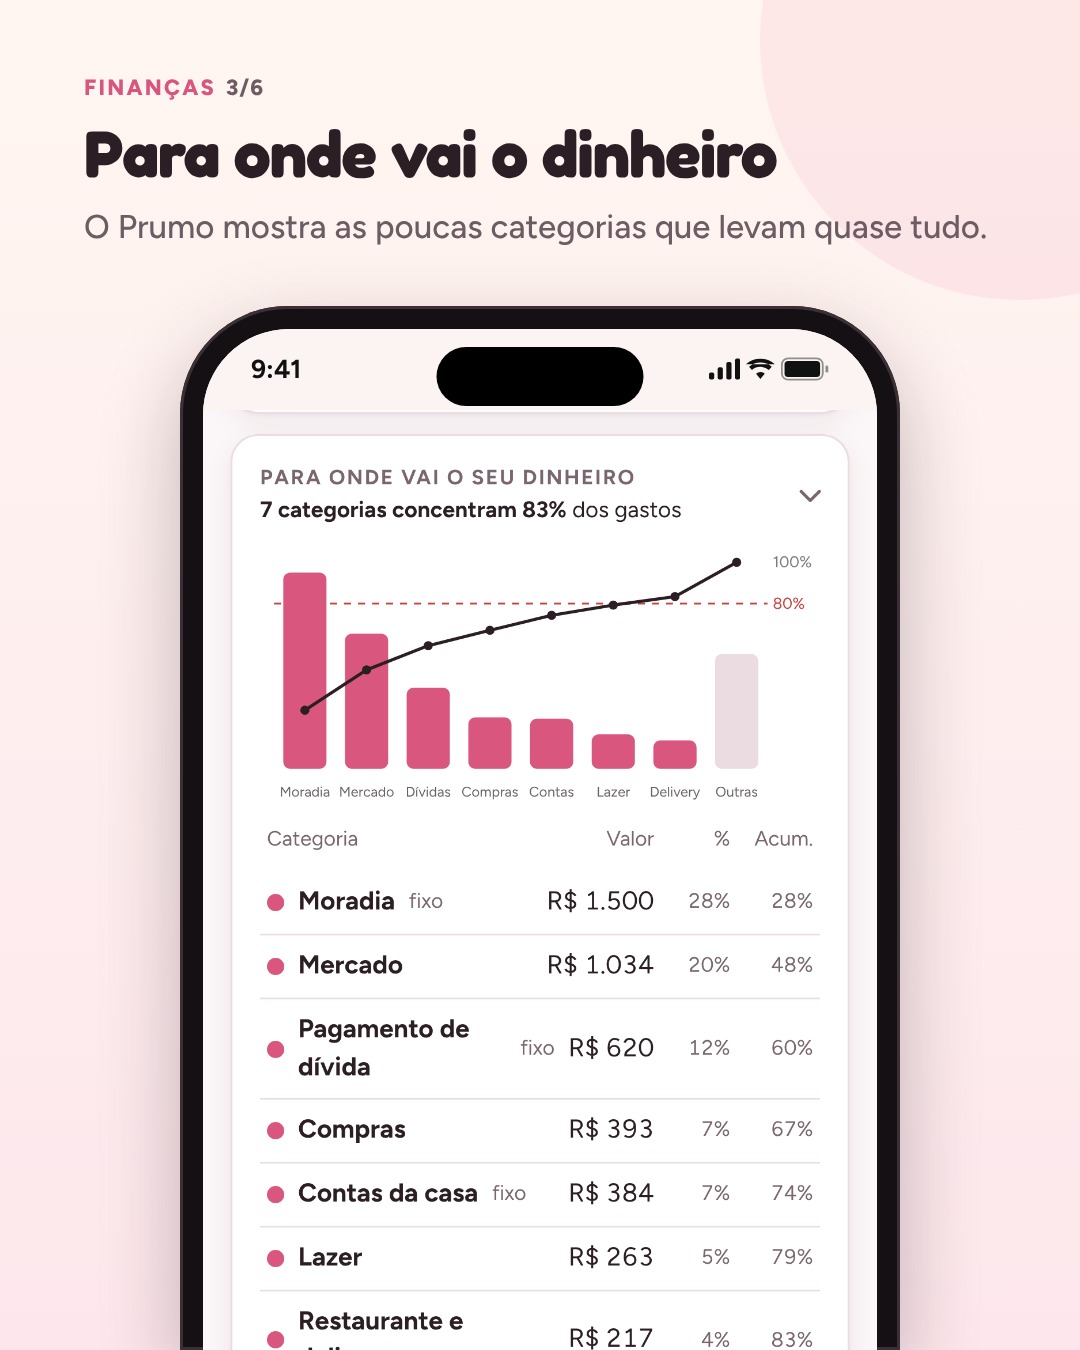 FINANÇAS 3/6
Para onde vai o dinheiro
O Prumo mostra as poucas categorias que levam quase tudo.
9:41
PARA ONDE VAI O SEU DINHEIRO
7 categorias concentram 83% dos gastos
100%
80%
Moradia Mercado Dívidas Compras Contas Lazer Delivery Outras
Categoria Valor % Acum.
Moradia fixo R$ 1.500 28% 28%
Mercado R$ 1.034 20% 48%
Pagamento de
dívida fixo R$ 620 12% 60%
Compras R$ 393 7% 67%
Contas da casa fixo R$ 384 7% 74%
Lazer R$ 263 5% 79%
Restaurante e
R$ 217 4% 83%